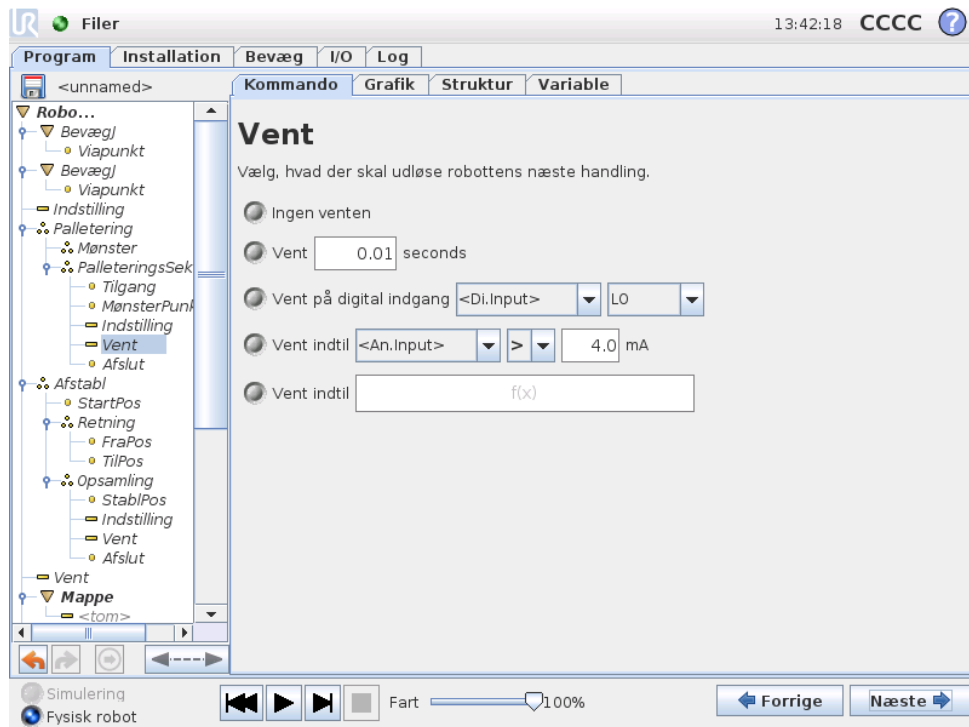 UR Filer 13:42:18 CCCC ?
Program Installation Bevæg I/O Log
<unnamed>
Kommando Grafik Struktur Variable
Robo...
BevægJ
Viapunkt
BevægJ
Viapunkt
Indstilling
Palletering
Mønster
PalleteringsSek
Tilgang
MønsterPunk
Indstilling
Vent
Afslut
Afstabl
StartPos
Retning
FraPos
TilPos
Opsamling
StablPos
Indstilling
Vent
Afslut
Vent
Mappe
<tom>
Vent
Vælg, hvad der skal udløse robottens næste handling.
Ingen venten
Vent 0.01 seconds
Vent på digital indgang <Di.Input> LO
Vent indtil <An.Input> > 4.0 mA
Vent indtil f(x)
Simulering
Fysisk robot
Fart 100%
Forrige Næste